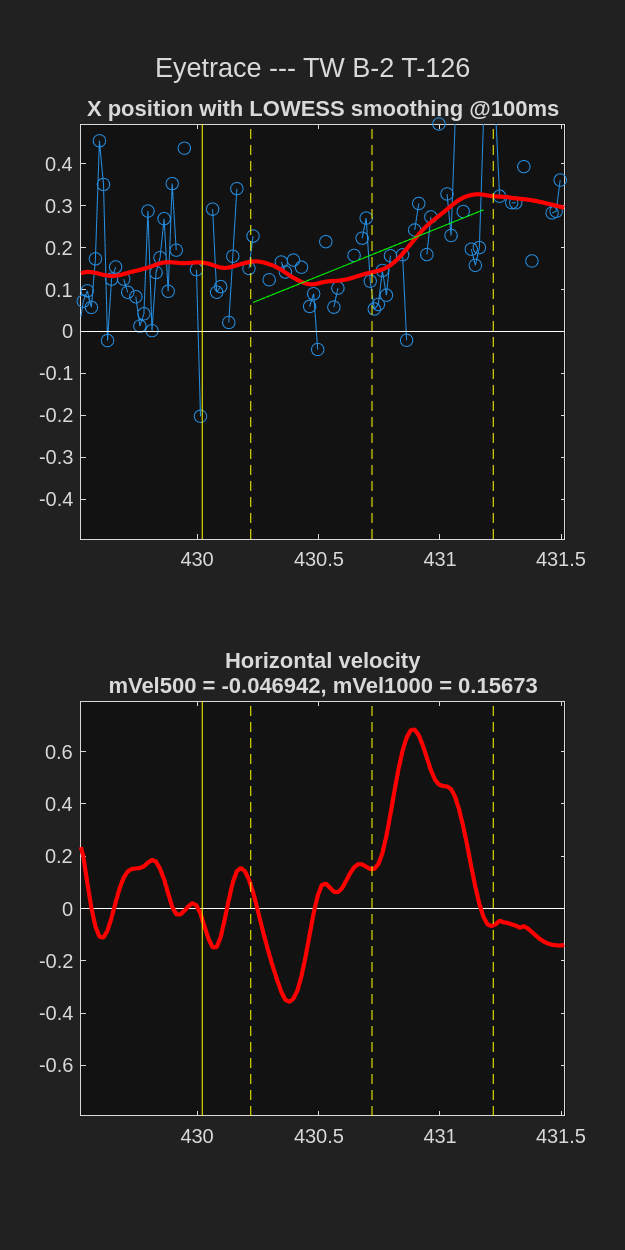 Eyetrace --- TW B-2 T-126
X position with LOWESS smoothing @100ms
0.4
0.3
0.2
0.1
0
-0.1
-0.2
-0.3
-0.4
430 430.5 431 431.5
Horizontal velocity
mVel500 = -0.046942, mVel1000 = 0.15673
0.6
0.4
0.2
0
-0.2
-0.4
-0.6
430 430.5 431 431.5